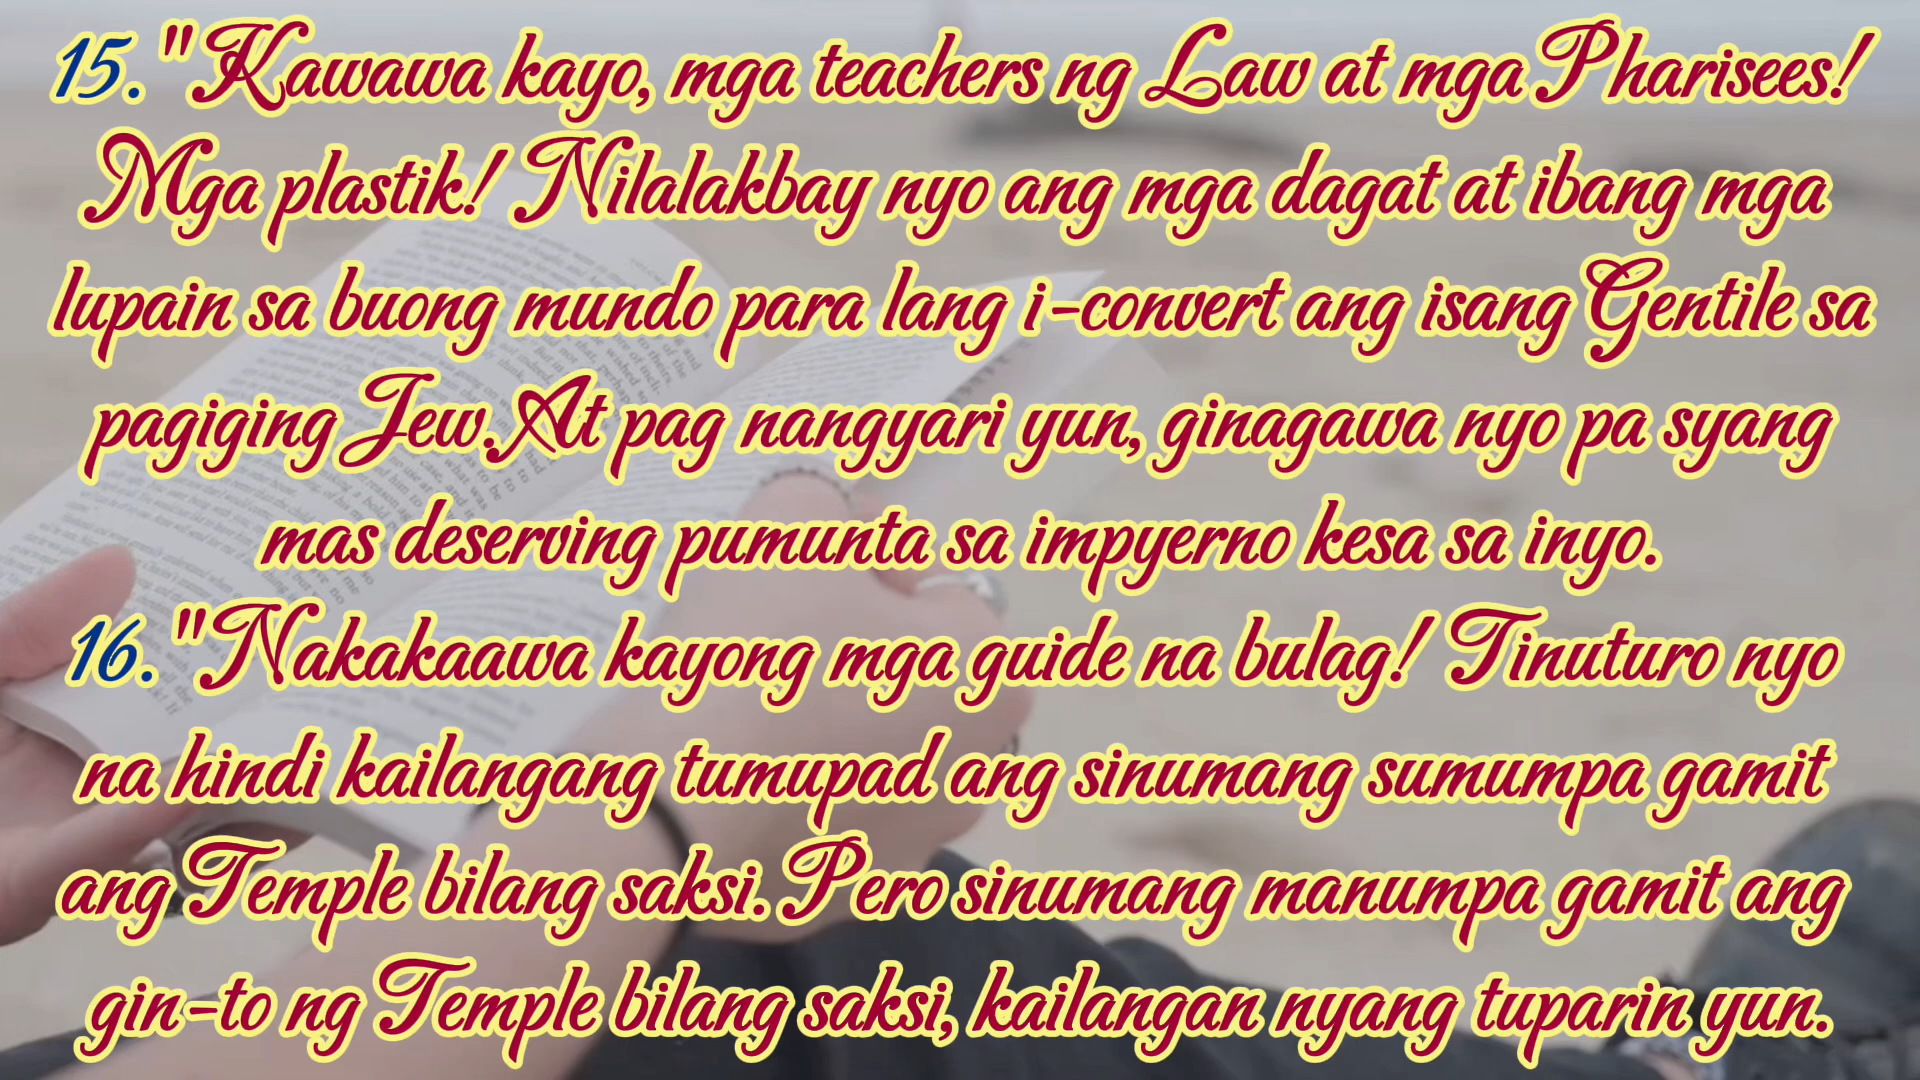 15. "Kawawa kayo, mga teachers ng Law at mga Pharisees!
Mga plastik! Nilalakbay nyo ang mga dagat at ibang mga
lupain sa buong mundo para lang i-convert ang isang Gentile sa
pagiging Jew. At pag nangyari yun, ginagawa nyo pa syang
mas deserving pumunta sa impyerno kesa sa inyo.
16. "Nakakaawa kayong mga guide na bulag! Tinuturo nyo
na hindi kailangang tumupad ang sinumang sumumpa gamit
ang Temple bilang saksi. Pero sinumang manumpa gamit ang
gin-to ng Temple bilang saksi, kailangan nyang tuparin yun.